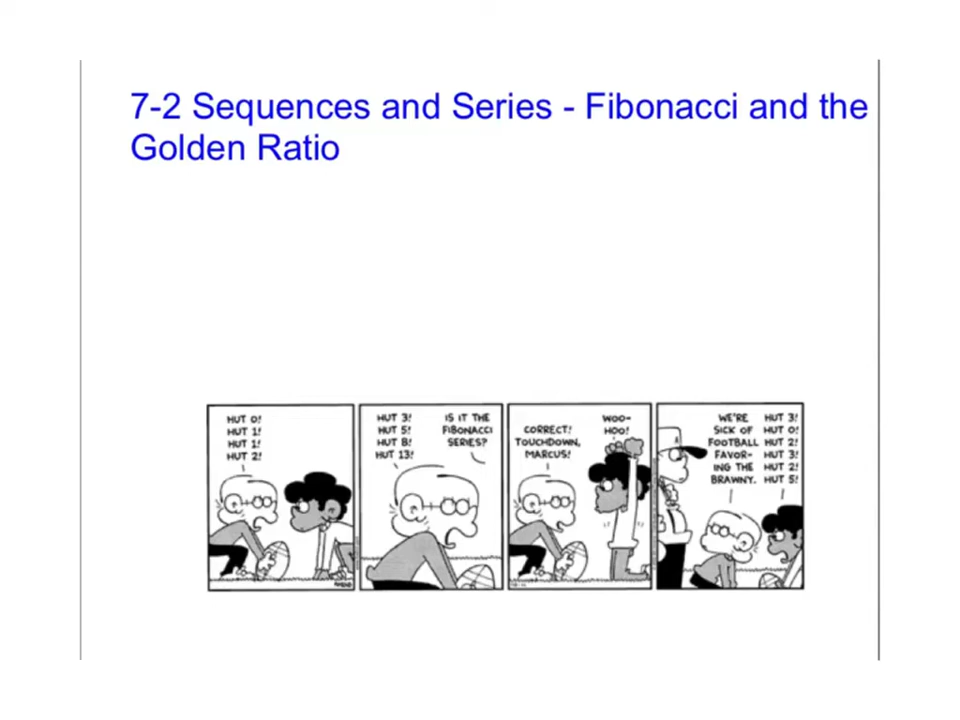 7-2 Sequences and Series - Fibonacci and the
Golden Ratio
HUT 0!
HUT 1!
HUT 1!
HUT 2!
HUT 3!
HUT 5!
HUT 8!
HUT 13!
IS IT THE
FIBONACCI
SERIES?
CORRECT!
TOUCHDOWN,
MARCUS!
WOO-
HOO!
WE'RE
SICK OF
FOOTBALL
FAVOR-
ING THE
BRAWNY.
HUT 3!
HUT 0!
HUT 2!
HUT 3!
HUT 2!
HUT 5!